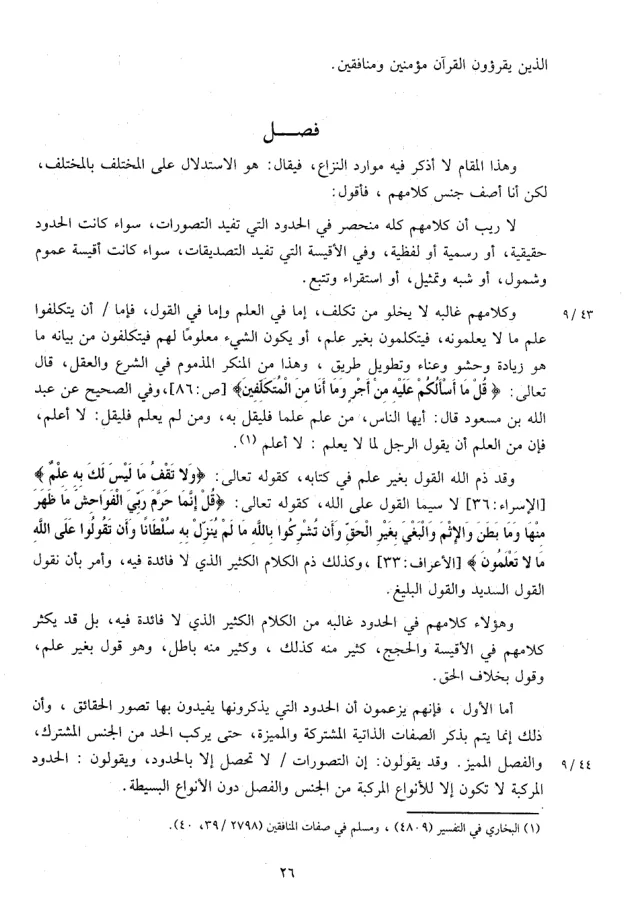 الذين يقرؤون القرآن مؤمنين ومنافقين.
فصــــل
وهذا المقام لا أذكر فيه موارد النزاع، فيقال: هو الاستدلال على المختلف بالمختلف،
لكن أنا أصف جنس كلامهم ، فأقول:
لا ريب أن كلامهم كله منحصر في الحدود التي تفيد التصورات، سواء كانت الحدود
حقيقية، أو رسمية أو لفظية، وفي الأقيسة التي تفيد التصديقات، سواء كانت أقيسة عموم
وشمول، أو شبه وتمثيل، أو استقراء وتتبع.
٩/٤٣ وكلامهم غالبه لا يخلو من تكلف، إما في العلم وإما في القول، فإما / أن يتكلفوا
علم ما لا يعلمونه، فيتكلمون بغير علم، أو يكون الشيء معلومًا لهم فيتكلفون من بيانه ما
هو زيادة وحشو وعناء وتطويل طريق ، وهذا من المنكر المذموم في الشرع والعقل، قال
تعالى: ﴿ قُلْ مَا أَسْأَلُكُمْ عَلَيْهِ مِنْ أَجْرٍ وَمَا أَنَا مِنَ الْمُتَكَلِّفِينَ﴾ [ص:٨٦]،وفي الصحيح عن عبد
الله بن مسعود قال: أيها الناس، من علم علما فليقل به، ومن لم يعلم فليقل: لا أعلم،
فإن من العلم أن يقول الرجل لما لا يعلم : لا أعلم (١).
وقد ذم الله القول بغير علم في كتابه، كقوله تعالى: ﴿وَلا تَقْفُ مَا لَيْسَ لَكَ بِهِ عِلْمٌ ﴾
[الإسراء:٣٦] لا سيما القول على الله، كقوله تعالى: ﴿قُلْ إِنَّمَا حَرَّمَ رَبِّيَ الْفَوَاحِشَ مَا ظَهَرَ
مِنْهَا وَمَا بَطَنَ وَالإِثْمَ وَالْبَغْيَ بِغَيْرِ الْحَقِّ وَأَن تُشْرِكُوا بِاللَّهِ مَا لَمْ يُنَزِّلْ بِهِ سُلْطَانًا وَأَن تَقُولُوا عَلَى اللَّهِ
مَا لا تَعْلَمُونَ ﴾ [الأعراف:٣٣] ،وكذلك ذم الكلام الكثير الذي لا فائدة فيه، وأمر بأن نقول
القول السديد والقول البليغ.
وهؤلاء كلامهم في الحدود غالبه من الكلام الكثير الذي لا فائدة فيه، بل قد يكثر
كلامهم في الأقيسة والحجج، كثير منه كذلك ، وكثير منه باطل، وهو قول بغير علم،
وقول بخلاف الحق.
أما الأول ، فإنهم يزعمون أن الحدود التي يذكرونها يفيدون بها تصور الحقائق ، وأن
ذلك إنما يتم بذكر الصفات الذاتية المشتركة والمميزة، حتى يركب الحد من الجنس المشترك،
٩/٤٤ والفصل المميز. وقد يقولون: إن التصورات / لا تحصل إلا بالحدود، ويقولون : الحدود
المركبة لا تكون إلا للأنواع المركبة من الجنس والفصل دون الأنواع البسيطة.
(١) البخاري في التفسير (٤٨٠٩) ، ومسلم في صفات المنافقين (٢٧٩٨/ ٣٩، ٤٠).
٢٦